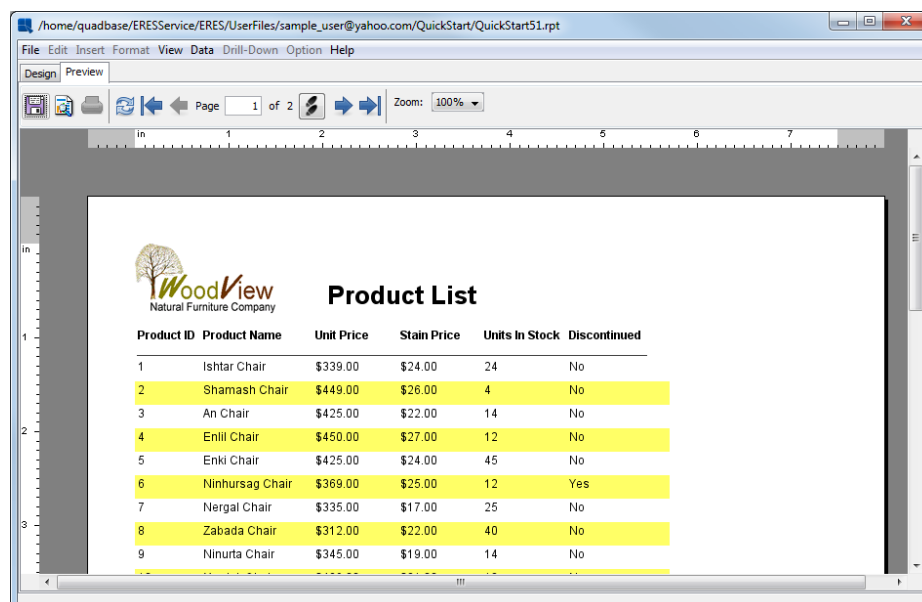 /home/quadbase/ERESService/ERES/UserFiles/sample_user@yahoo.com/QuickStart/QuickStart51.rpt
File Edit Insert Format View Data Drill-Down Option Help
Design Preview
Page 1 of 2 Zoom: 100%
in 1 2 3 4 5 6 7
in
WoodView
Natural Furniture Company
Product List
1
Product ID Product Name Unit Price Stain Price Units In Stock Discontinued
1 Ishtar Chair $339.00 $24.00 24 No
2 Shamash Chair $449.00 $26.00 4 No
3 An Chair $425.00 $22.00 14 No
2
4 Enlil Chair $450.00 $27.00 12 No
5 Enki Chair $425.00 $24.00 45 No
6 Ninhursag Chair $369.00 $25.00 12 Yes
7 Nergal Chair $335.00 $17.00 25 No
3
8 Zabada Chair $312.00 $22.00 40 No
9 Ninurta Chair $345.00 $19.00 14 No